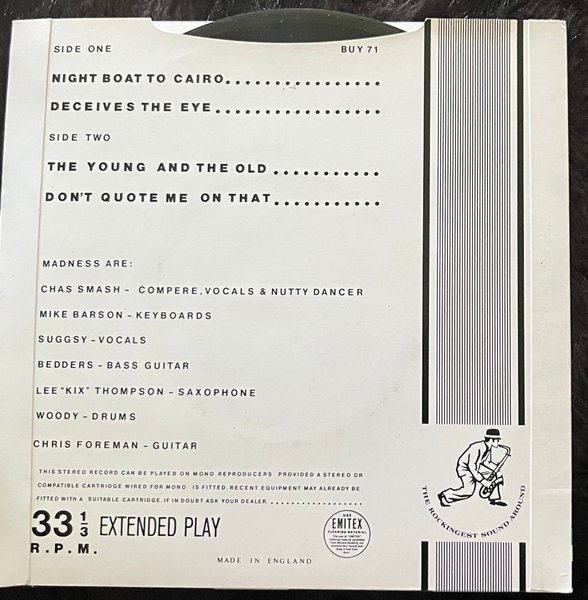 SIDE ONE BUY 71
NIGHT BOAT TO CAIRO................
DECEIVES THE EYE.................
SIDE TWO
THE YOUNG AND THE OLD ...........
DON'T QUOTE ME ON THAT...........
MADNESS ARE:
CHAS SMASH – COMPERE, VOCALS & NUTTY DANCER
MIKE BARSON – KEYBOARDS
SUGGSY – VOCALS
BEDDERS – BASS GUITAR
LEE "KIX" THOMPSON – SAXOPHONE
WOODY – DRUMS
CHRIS FOREMAN – GUITAR
THIS STEREO RECORD CAN BE PLAYED ON MONO REPRODUCERS PROVIDED A STEREO OR
COMPATIBLE CARTRIDGE WIRED FOR MONO IS FITTED. RECENT EQUIPMENT MAY ALREADY BE
FITTED WITH A SUITABLE CARTRIDGE. IF IN DOUBT ASK YOUR DEALER....................
33 1/3 EXTENDED PLAY
R.P.M.
USE
EMITEX
CLEANING MATERIAL
MADE IN ENGLAND
THE ROCKINGEST SOUND AROUND